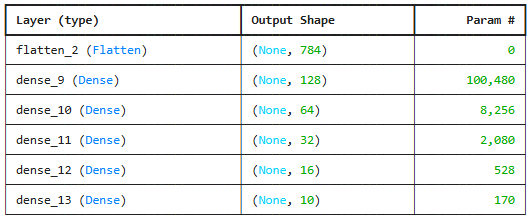 Layer (type) Output Shape Param #
flatten_2 (Flatten) (None, 784) 0
dense_9 (Dense) (None, 128) 100,480
dense_10 (Dense) (None, 64) 8,256
dense_11 (Dense) (None, 32) 2,080
dense_12 (Dense) (None, 16) 528
dense_13 (Dense) (None, 10) 170